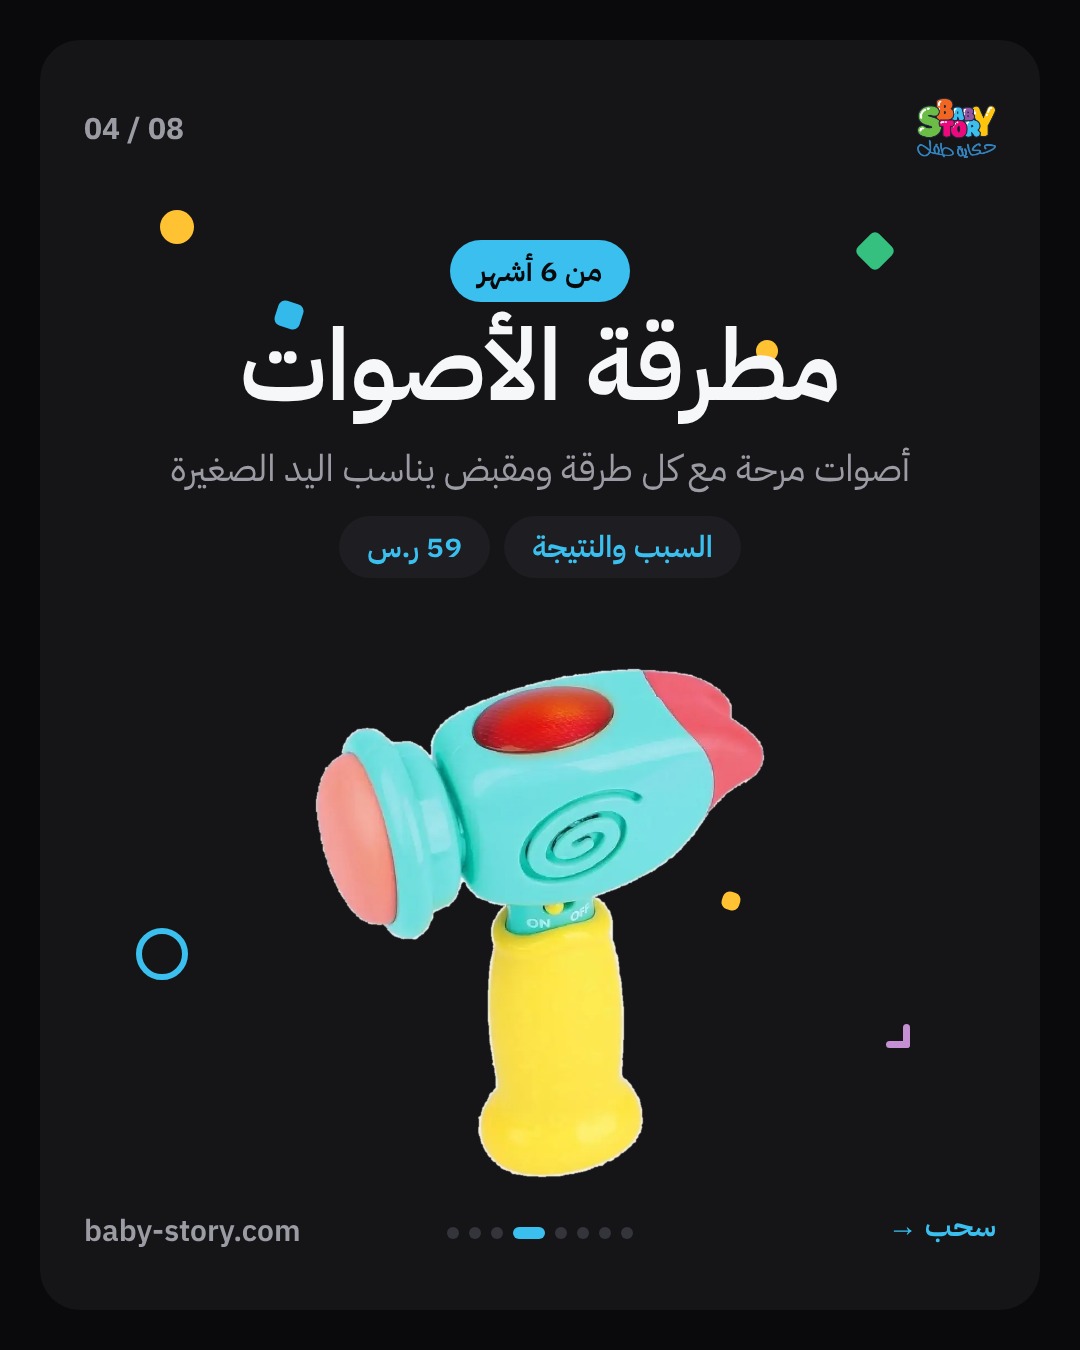 04 / 08
BABY STORY
حكاية طفل
من 6 أشهر
مطرقة الأصوات
أصوات مرحة مع كل طرقة ومقبض يناسب اليد الصغيرة
السبب والنتيجة
59 ر.س
ON OFF
baby-story.com
سحب →